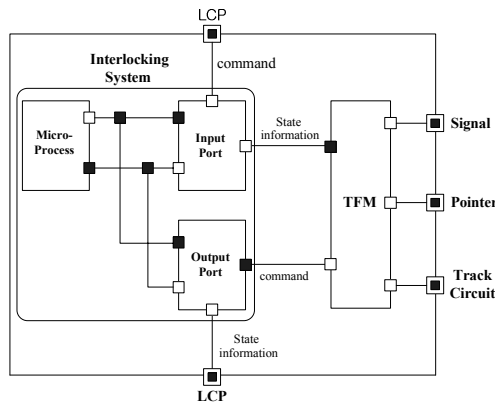 LCP
Interlocking
System
command
Micro-
Process
Input
Port
State
information
Signal
TFM
Pointer
Output
Port
command
Track
Circuit
State
information
LCP